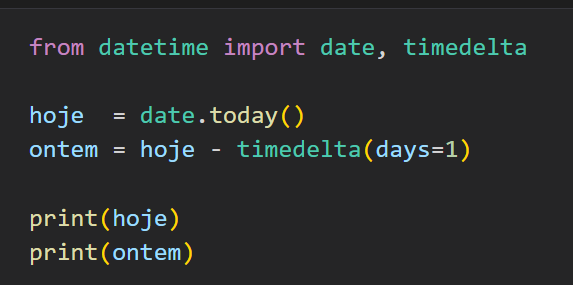 from datetime import date, timedelta
hoje  = date.today()
ontem = hoje - timedelta(days=1)
print(hoje)
print(ontem)